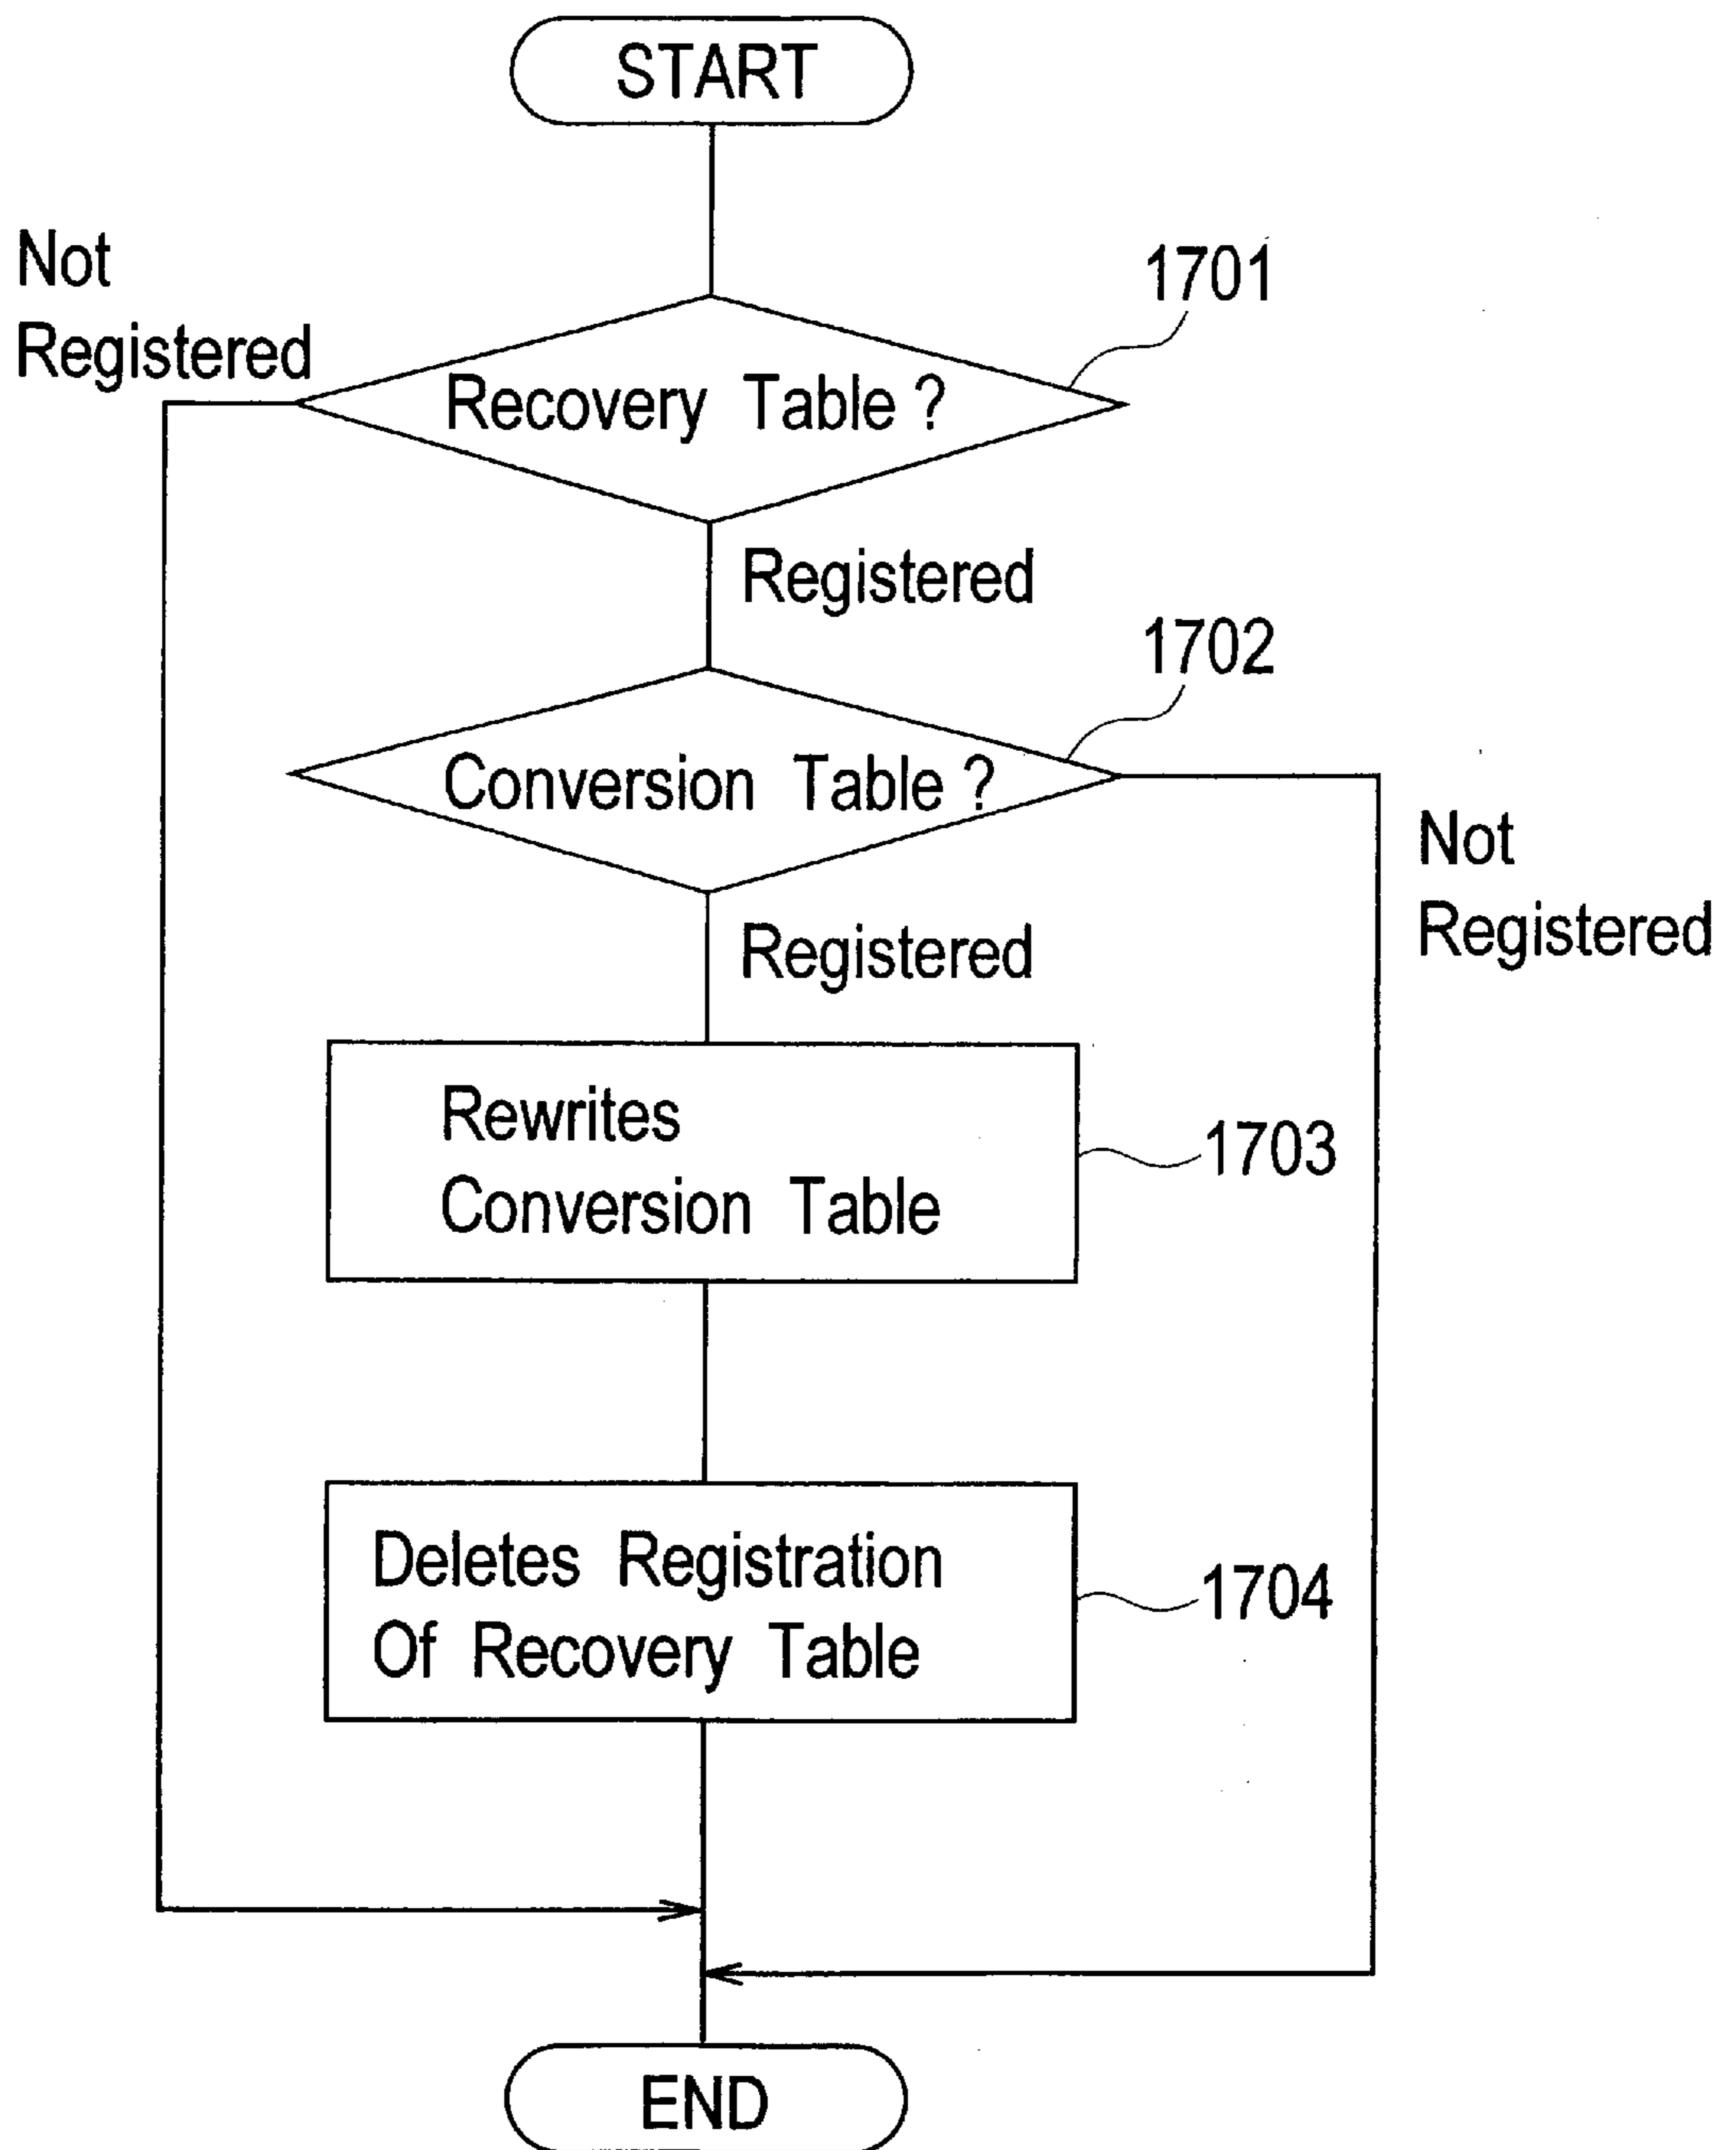 START
Not
Registered
1701
Recovery Table ?
Registered
1702
Conversion Table ?
Not
Registered
Registered
Rewrites
Conversion Table
1703
Deletes Registration
Of Recovery Table
1704
END